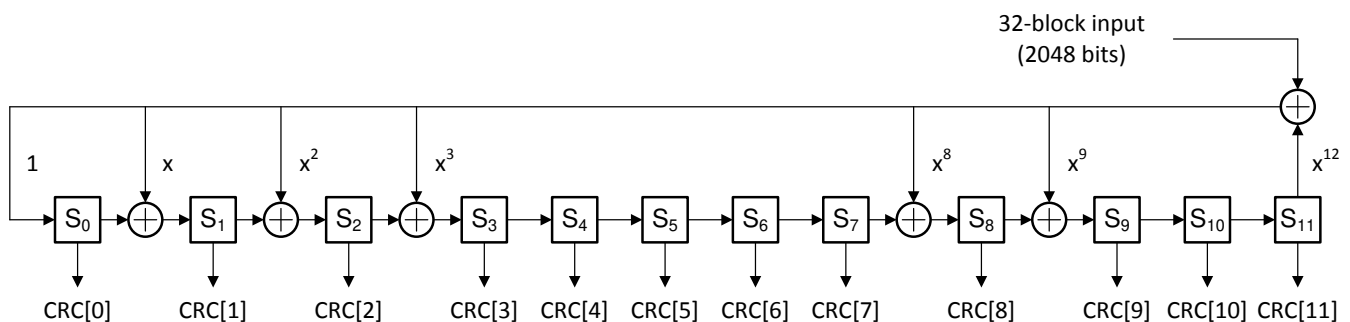 32-block input
(2048 bits)
1 x x² x³ x⁸ x⁹ x¹²
S₀ S₁ S₂ S₃ S₄ S₅ S₆ S₇ S₈ S₉ S₁₀ S₁₁
CRC[0] CRC[1] CRC[2] CRC[3] CRC[4] CRC[5] CRC[6] CRC[7] CRC[8] CRC[9] CRC[10] CRC[11]